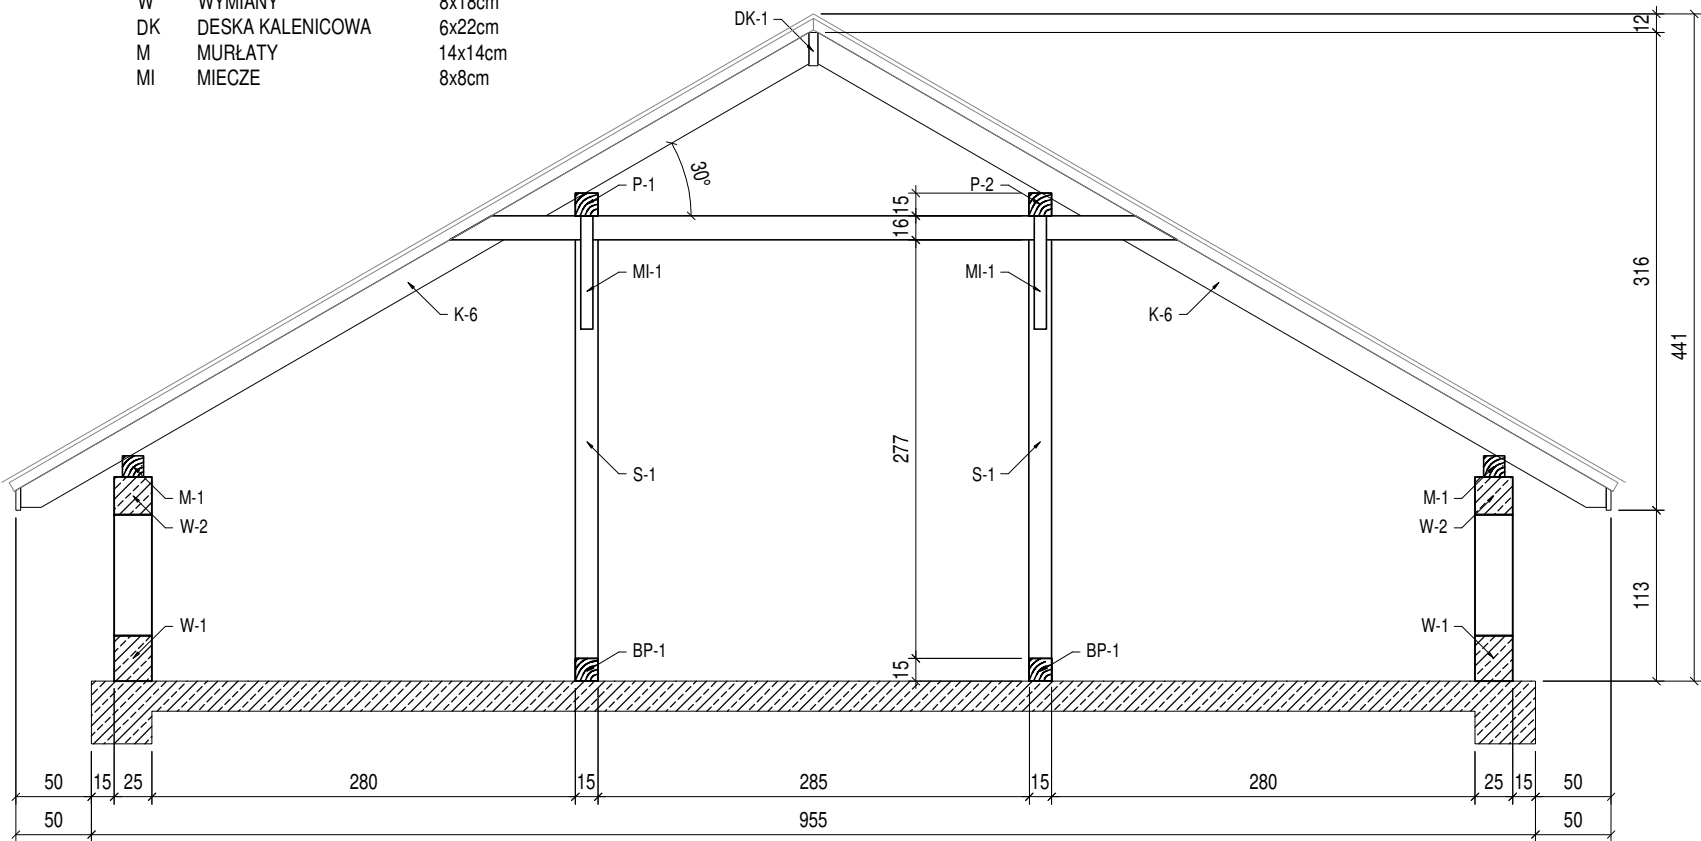 W WYMIANY 8x18cm
DK DESKA KALENICOWA 6x22cm
M MURŁATY 14x14cm
MI MIECZE 8x8cm
DK-1
12
30°
P-1
P-2
15
16
MI-1
MI-1
316
K-6
K-6
441
277
S-1
S-1
M-1
M-1
W-2
W-2
113
W-1
W-1
BP-1
BP-1
15
50 15 25 280 15 285 15 280 25 15 50
50 955 50